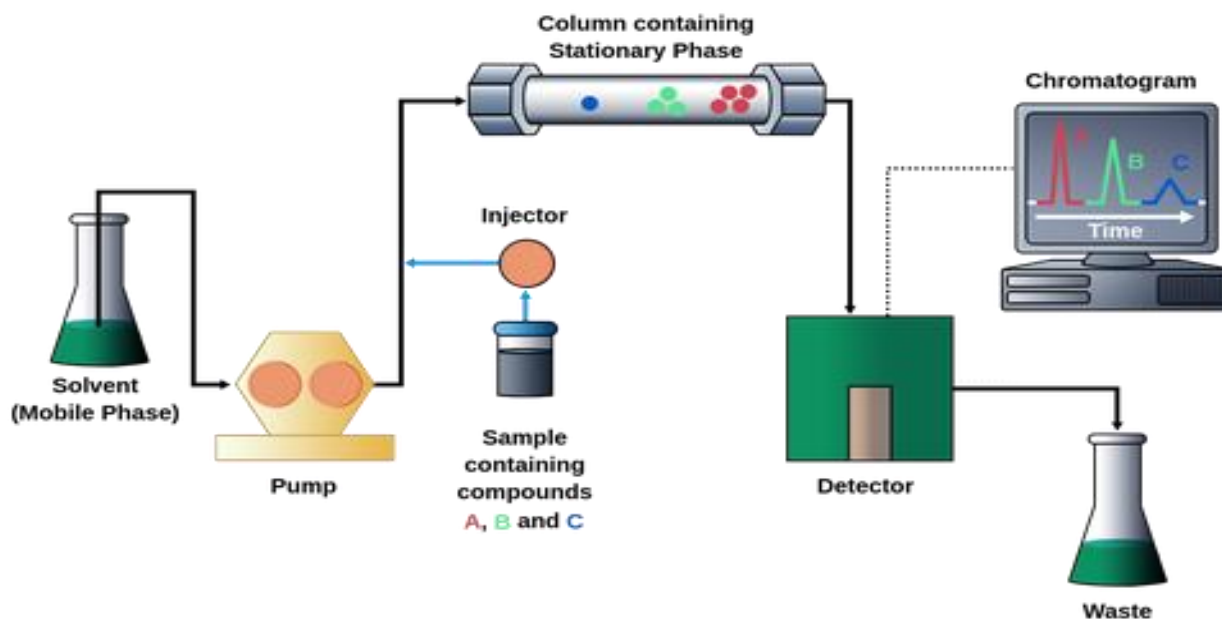 Column containing
Stationary Phase
Chromatogram
A
B
C
Time
Injector
Solvent
(Mobile Phase)
Pump
Sample
containing
compounds
A, B and C
Detector
Waste